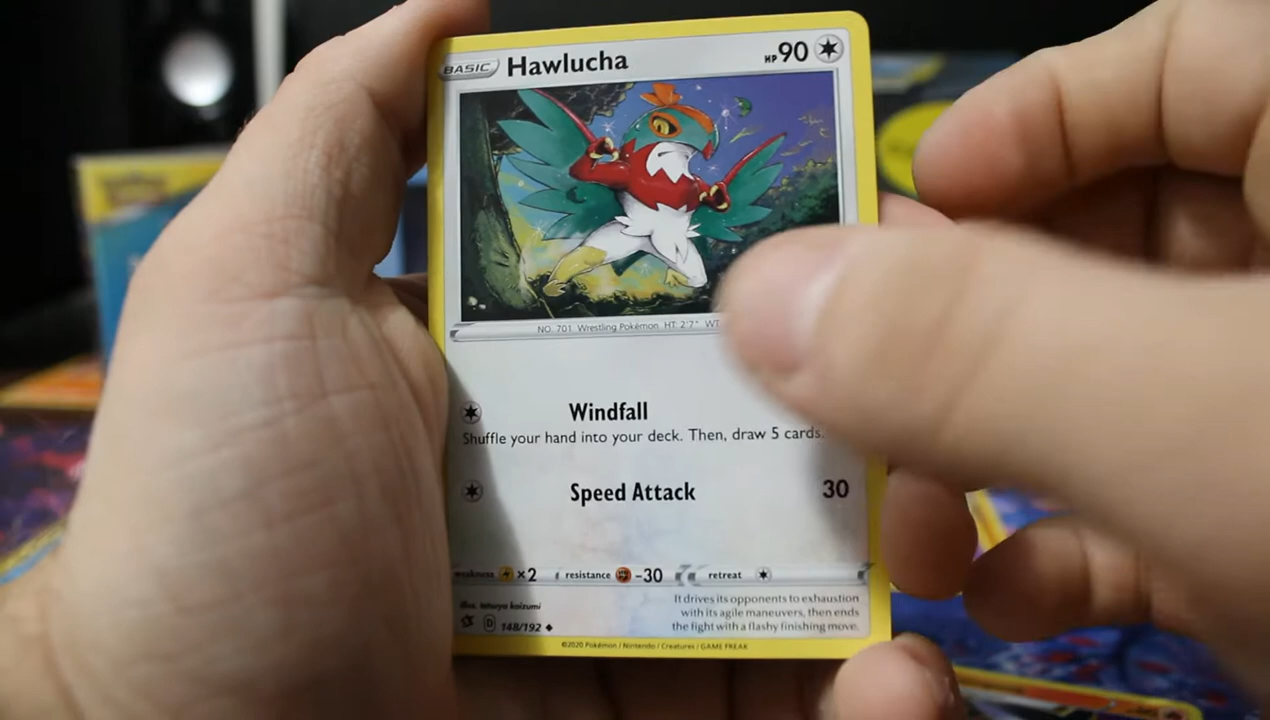 BASIC Hawlucha HP 90
NO. 701 Wrestling Pokémon HT 2'7" WT
Windfall
Shuffle your hand into your deck. Then, draw 5 cards.
Speed Attack 30
weakness ×2 resistance -30 retreat
It drives its opponents to exhaustion
with its agile maneuvers, then ends
the fight with a flashy finishing move.
Illus. tetsuya koizumi
D 148/192
©2020 Pokémon / Nintendo / Creatures / GAME FREAK